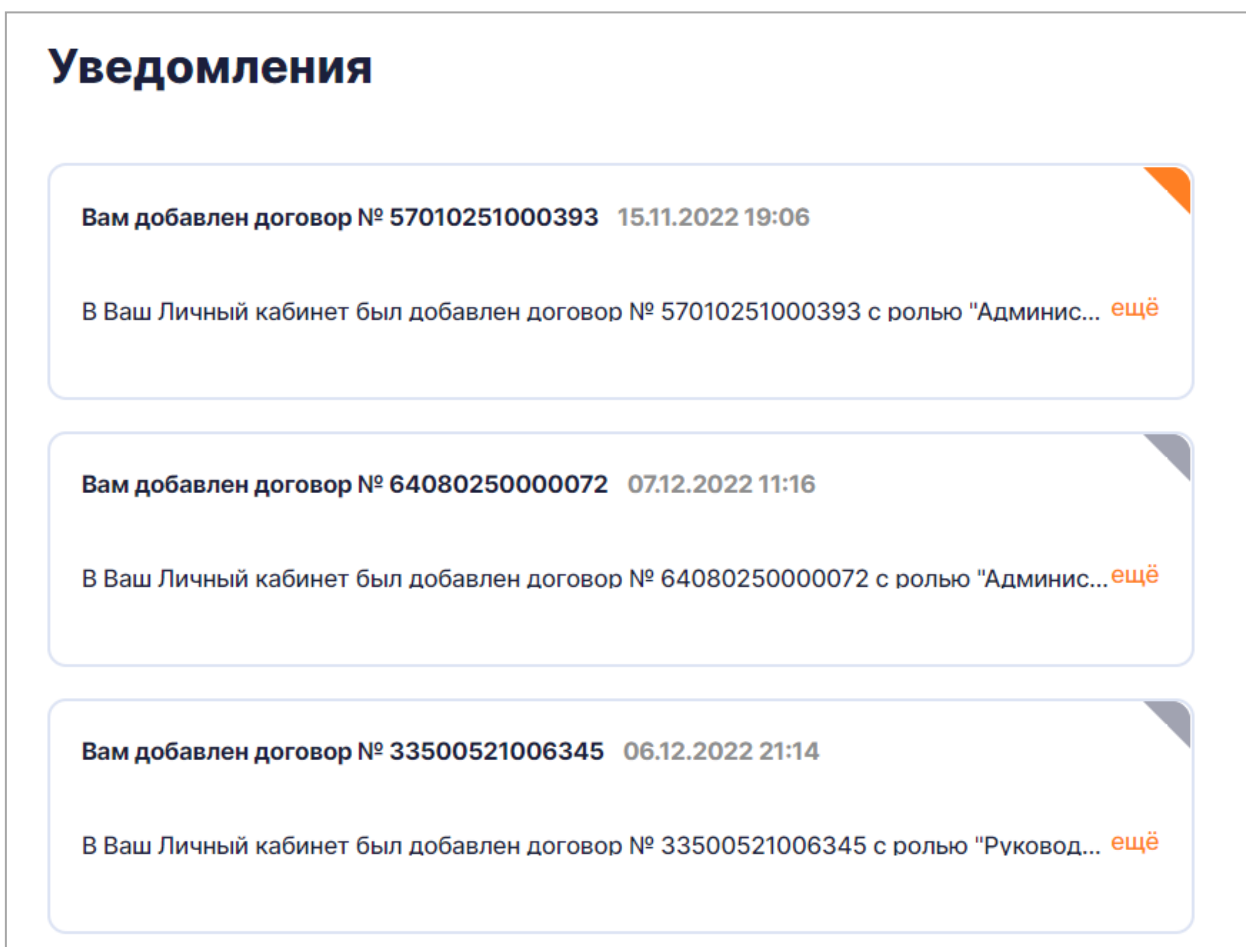 Уведомления
Вам добавлен договор № 57010251000393 15.11.2022 19:06
В Ваш Личный кабинет был добавлен договор № 57010251000393 с ролью "Админис... ещё
Вам добавлен договор № 64080250000072 07.12.2022 11:16
В Ваш Личный кабинет был добавлен договор № 64080250000072 с ролью "Админис... ещё
Вам добавлен договор № 33500521006345 06.12.2022 21:14
В Ваш Личный кабинет был добавлен договор № 33500521006345 с ролью "Руковод... ещё